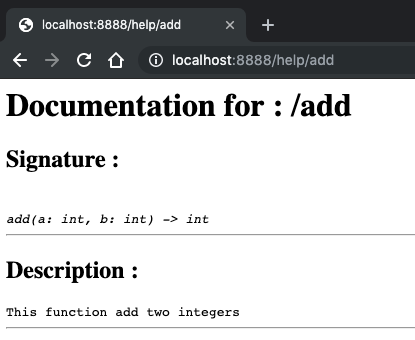 localhost:8888/help/add
localhost:8888/help/add
Documentation for : /add
Signature :
add(a: int, b: int) -> int
Description :
This function add two integers